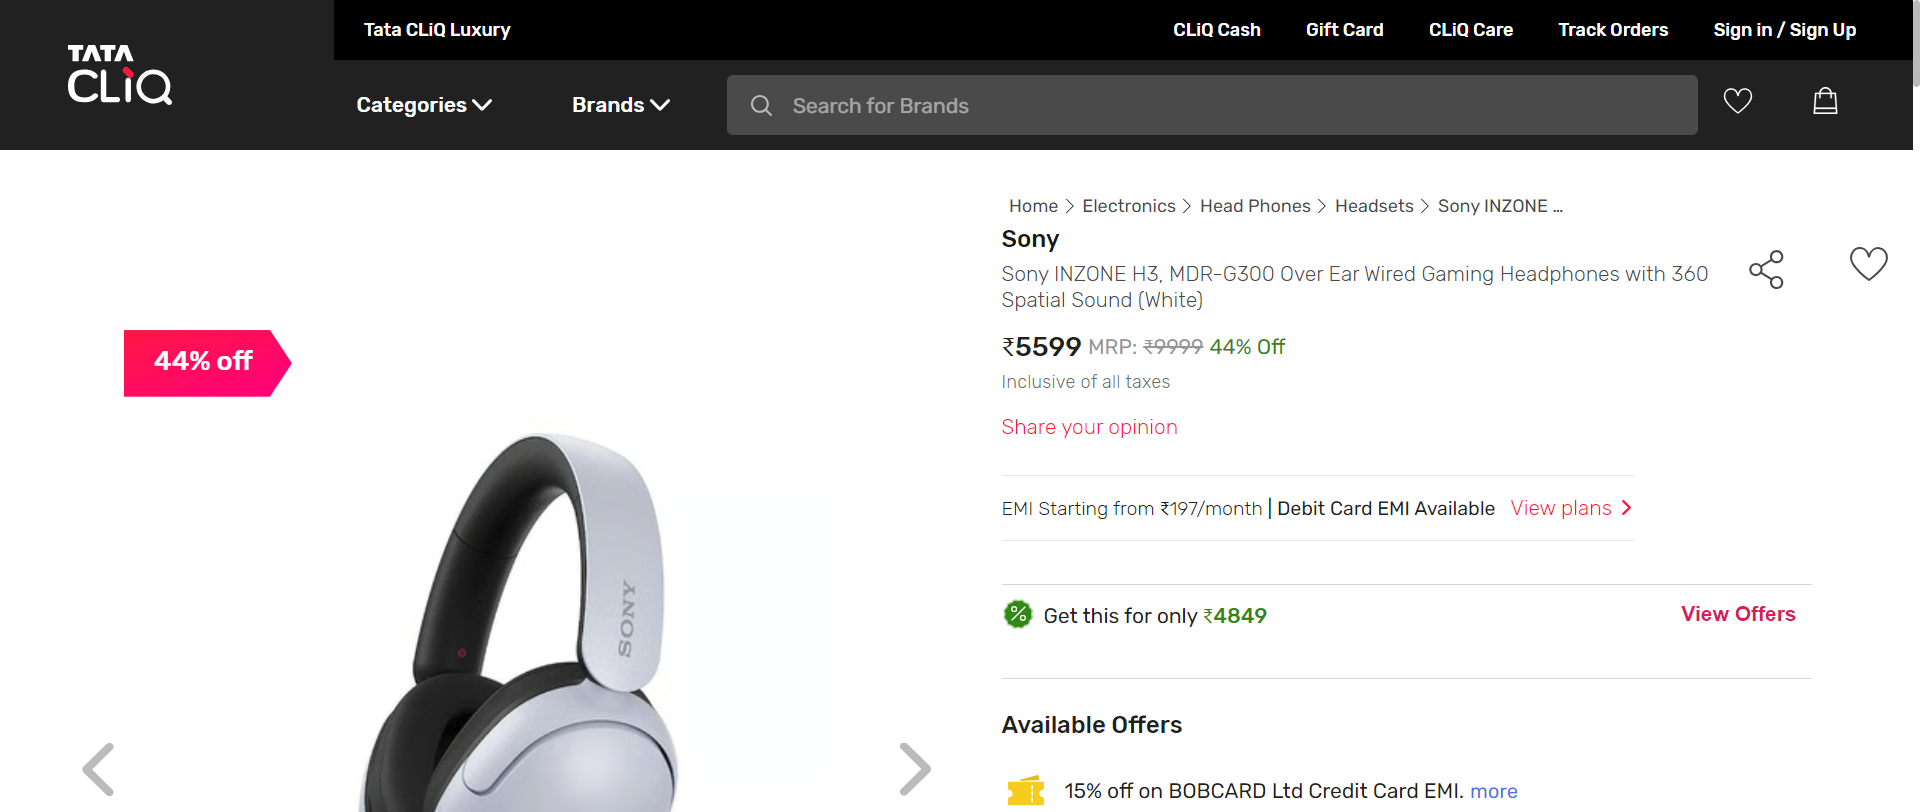 Tata CLiQ Luxury
CLiQ Cash
Gift Card
CLiQ Care
Track Orders
Sign in / Sign Up
TATA
CLiQ
Categories
Brands
Search for Brands
Home > Electronics > Head Phones > Headsets > Sony INZONE ...
Sony
Sony INZONE H3, MDR-G300 Over Ear Wired Gaming Headphones with 360
Spatial Sound (White)
₹5599 MRP: ₹9999 44% Off
Inclusive of all taxes
Share your opinion
44% off
SONY
EMI Starting from ₹197/month | Debit Card EMI Available View plans >
Get this for only ₹4849
View Offers
Available Offers
15% off on BOBCARD Ltd Credit Card EMI. more